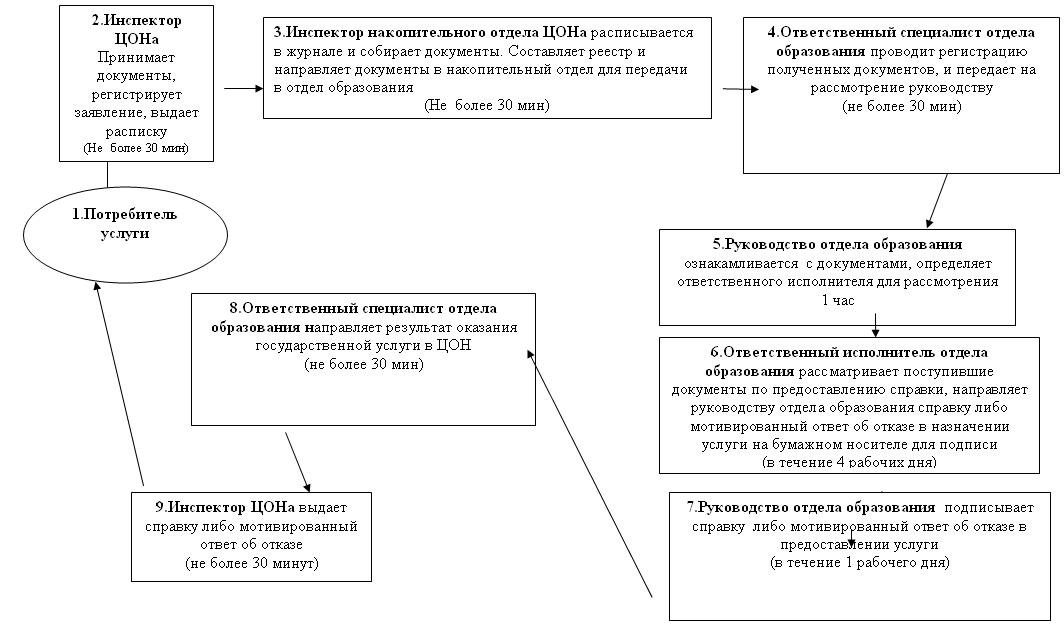 2.Инспектор
ЦОНа
Принимает
документы,
регистрирует
заявление, выдает
расписку
(Не более 30 мин)
3.Инспектор накопительного отдела ЦОНа расписывается
в журнале и собирает документы. Составляет реестр и
направляет документы в накопительный отдел для передачи
в отдел образования
(Не более 30 мин)
4.Ответственный специалист отдела
образования проводит регистрацию
полученных документов, и передает на
рассмотрение руководству
(не более 30 мин)
1.Потребитель
услуги
5.Руководство отдела образования
ознакамливается с документами, определяет
ответственного исполнителя для рассмотрения
1 час
6.Ответственный исполнитель отдела
образования рассматривает поступившие
документы по предоставлению справки, направляет
руководству отдела образования справку либо
мотивированный ответ об отказе в назначении
услуги на бумажном носителе для подписи
(в течение 4 рабочих дня)
7.Руководство отдела образования подписывает
справку либо мотивированный ответ об отказе в
предоставлении услуги
(в течение 1 рабочего дня)
8.Ответственный специалист отдела
образования направляет результат оказания
государственной услуги в ЦОН
(не более 30 мин)
9.Инспектор ЦОНа выдает
справку либо мотивированный
ответ об отказе
(не более 30 минут)